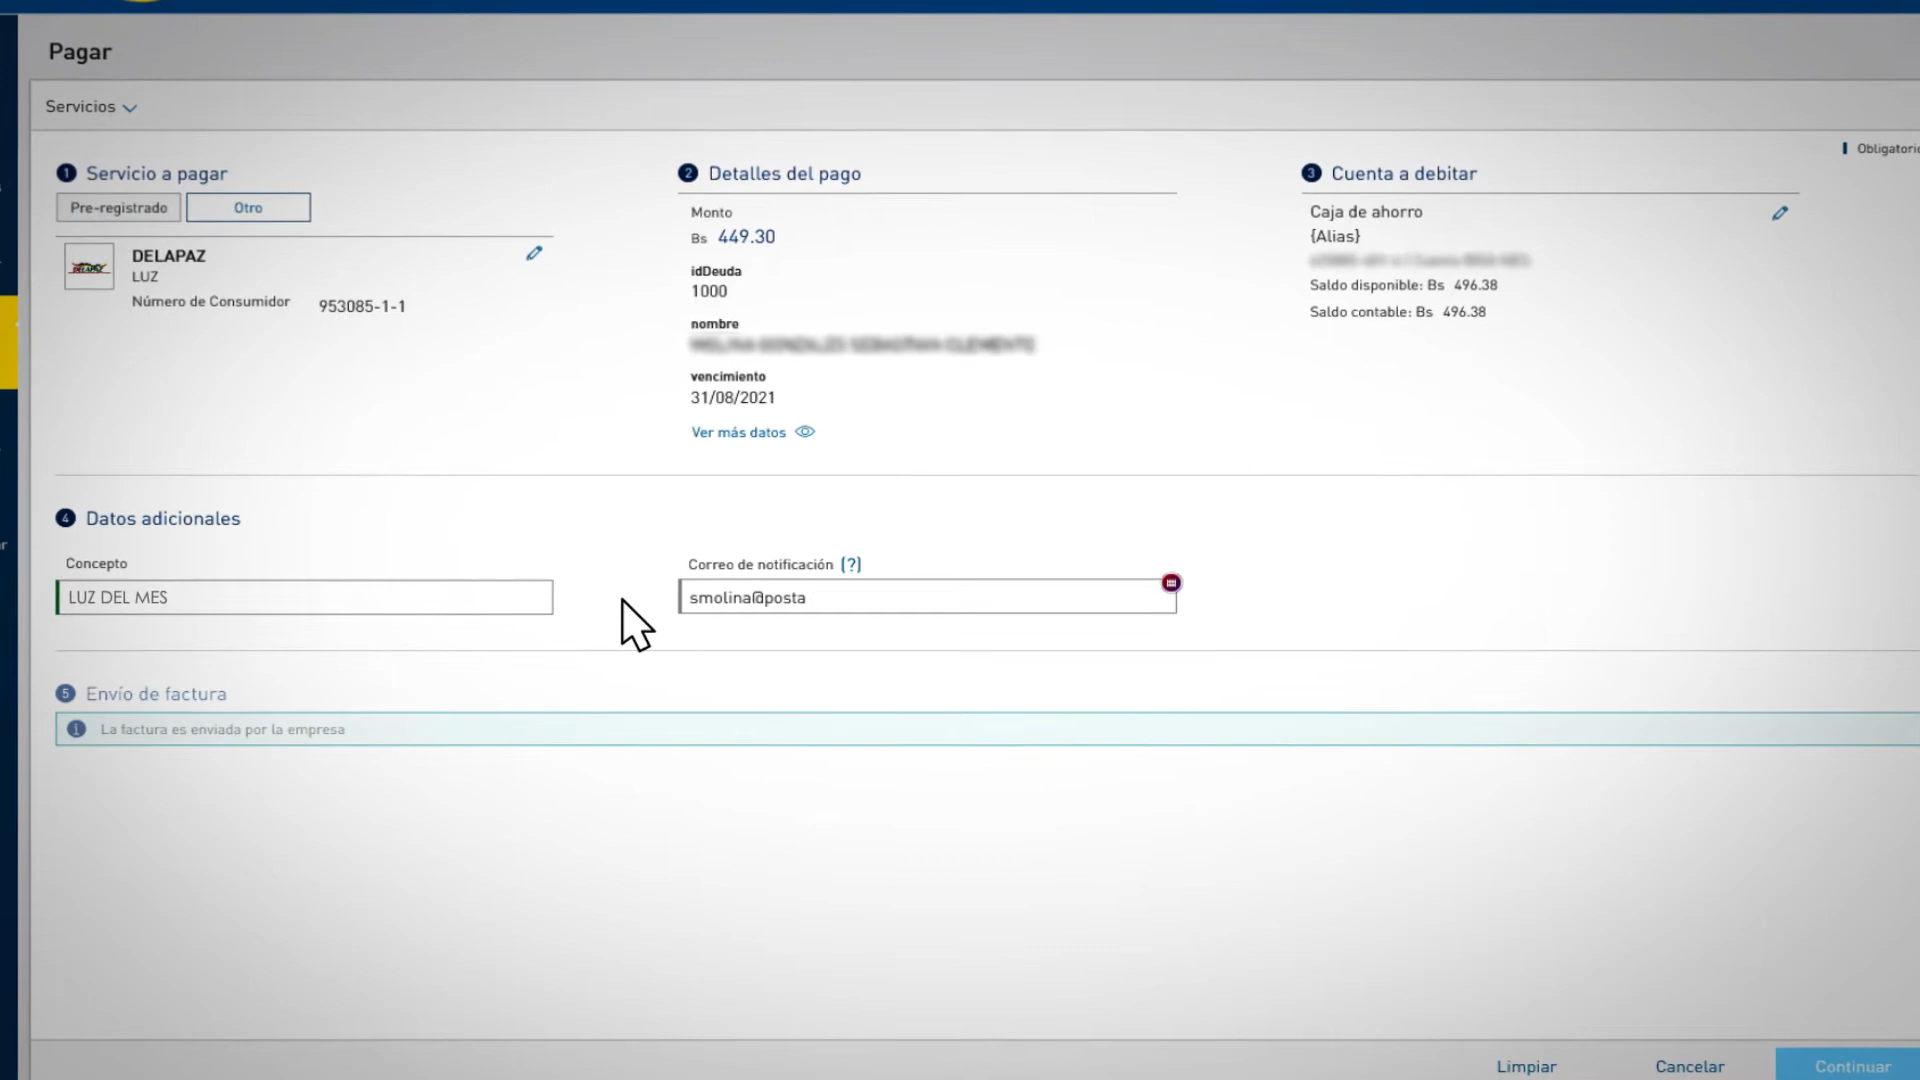 Pagar
Servicios
Obligatorio
1 Servicio a pagar
Pre-registrado Otro
DELAPAZ
DELAPAZ
LUZ
Número de Consumidor 953085-1-1
2 Detalles del pago
Monto
Bs 449.30
idDeuda
1000
nombre
vencimiento
31/08/2021
Ver más datos
3 Cuenta a debitar
Caja de ahorro
{Alias}
Saldo disponible: Bs 496.38
Saldo contable: Bs 496.38
4 Datos adicionales
Concepto
LUZ DEL MES
Correo de notificación (?)
smolina@posta
5 Envío de factura
La factura es enviada por la empresa
Limpiar Cancelar Continuar